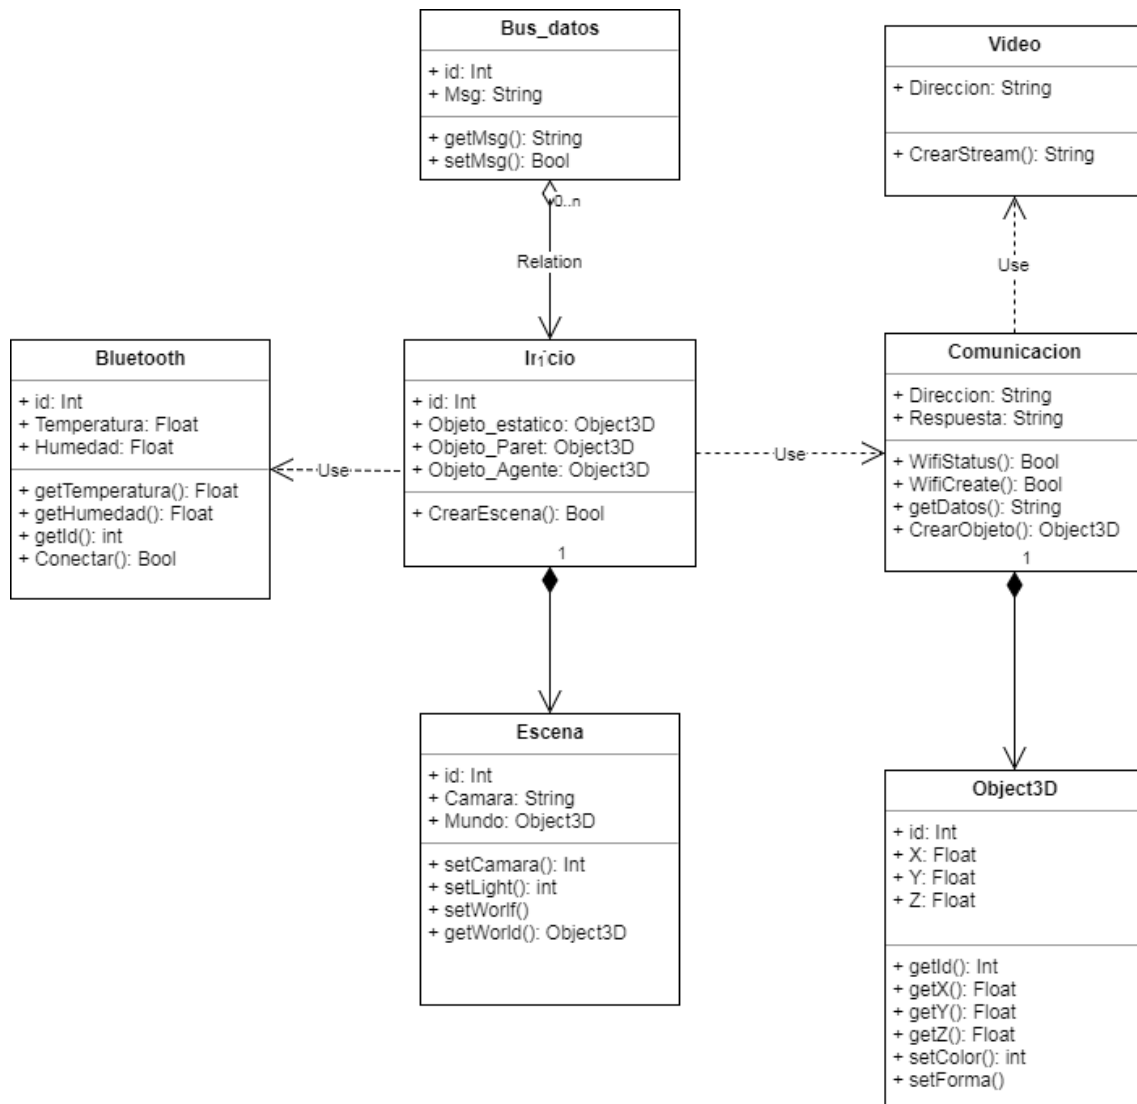 Bus_datos
+ id: Int
+ Msg: String
+ getMsg(): String
+ setMsg(): Bool
0..n
Relation
Video
+ Direccion: String
+ CrearStream(): String
Use
Bluetooth
+ id: Int
+ Temperatura: Float
+ Humedad: Float
+ getTemperatura(): Float
+ getHumedad(): Float
+ getId(): int
+ Conectar(): Bool
Use
Inicio
+ id: Int
+ Objeto_estatico: Object3D
+ Objeto_Paret: Object3D
+ Objeto_Agente: Object3D
+ CrearEscena(): Bool
1
1
Use
Comunicacion
+ Direccion: String
+ Respuesta: String
+ WifiStatus(): Bool
+ WifiCreate(): Bool
+ getDatos(): String
+ CrearObjeto(): Object3D
1
Escena
+ id: Int
+ Camara: String
+ Mundo: Object3D
+ setCamara(): Int
+ setLight(): int
+ setWorlf()
+ getWorld(): Object3D
Object3D
+ id: Int
+ X: Float
+ Y: Float
+ Z: Float
+ getId(): Int
+ getX(): Float
+ getY(): Float
+ getZ(): Float
+ setColor(): int
+ setForma()